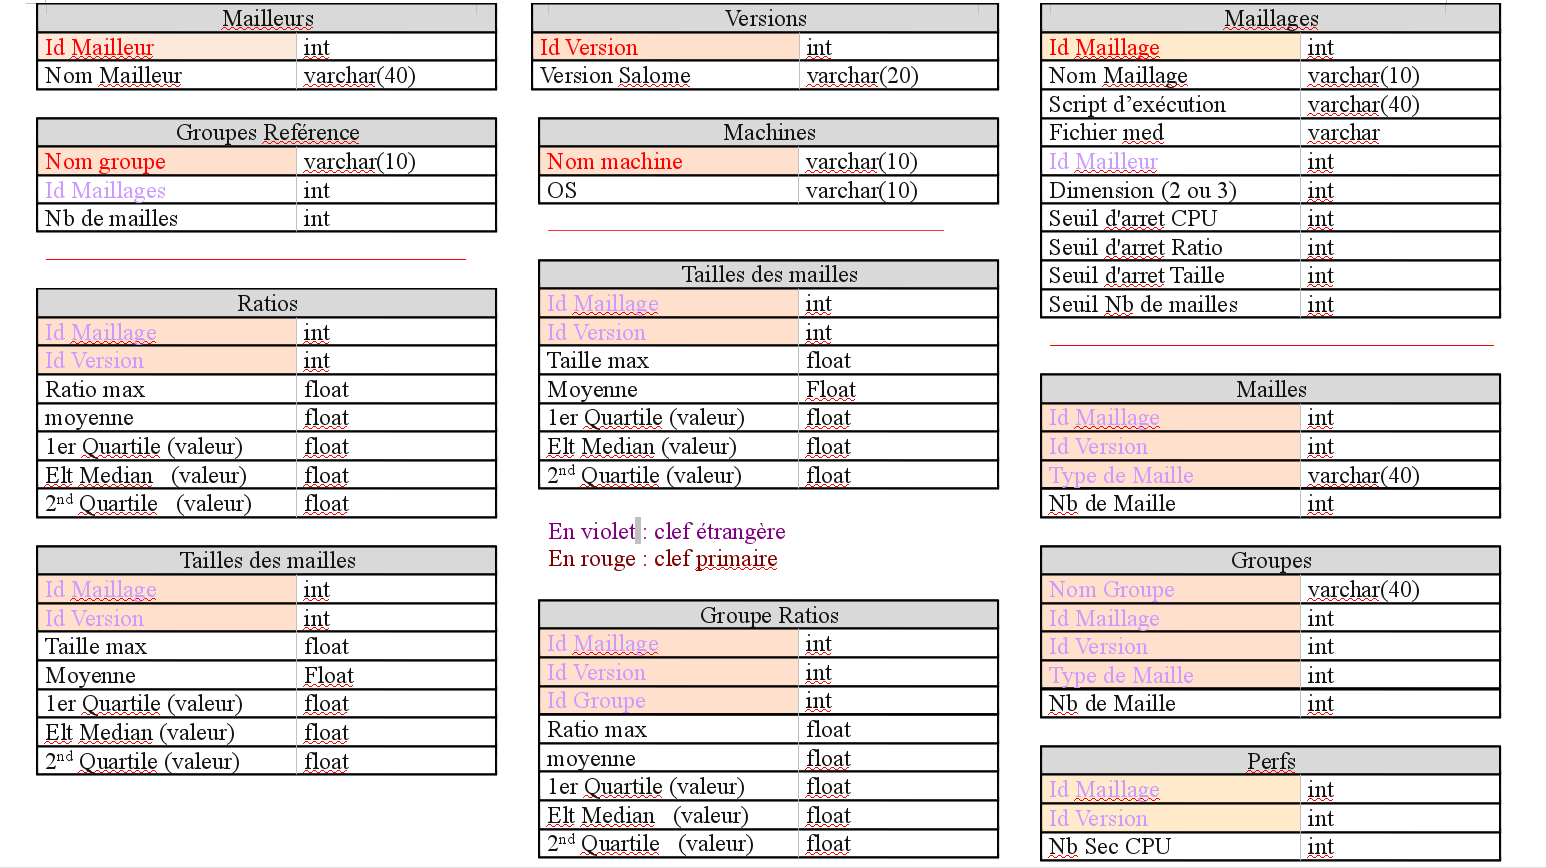 Mailleurs
Id Mailleur int
Nom Mailleur varchar(40)
Groupes Reférence
Nom groupe varchar(10)
Id Maillages int
Nb de mailles int
Ratios
Id Maillage int
Id Version int
Ratio max float
moyenne float
1er Quartile (valeur) float
Elt Median (valeur) float
2nd Quartile (valeur) float
Tailles des mailles
Id Maillage int
Id Version int
Taille max float
Moyenne Float
1er Quartile (valeur) float
Elt Median (valeur) float
2nd Quartile (valeur) float
Versions
Id Version int
Version Salome varchar(20)
Machines
Nom machine varchar(10)
OS varchar(10)
Tailles des mailles
Id Maillage int
Id Version int
Taille max float
Moyenne Float
1er Quartile (valeur) float
Elt Median (valeur) float
2nd Quartile (valeur) float
En violet : clef étrangère
En rouge : clef primaire
Groupe Ratios
Id Maillage int
Id Version int
Id Groupe int
Ratio max float
moyenne float
1er Quartile (valeur) float
Elt Median (valeur) float
2nd Quartile (valeur) float
Maillages
Id Maillage int
Nom Maillage varchar(10)
Script d’exécution varchar(40)
Fichier med varchar
Id Mailleur int
Dimension (2 ou 3) int
Seuil d'arret CPU int
Seuil d'arret Ratio int
Seuil d'arret Taille int
Seuil Nb de mailles int
Mailles
Id Maillage int
Id Version int
Type de Maille varchar(40)
Nb de Maille int
Groupes
Nom Groupe varchar(40)
Id Maillage int
Id Version int
Type de Maille int
Nb de Maille int
Perfs
Id Maillage int
Id Version int
Nb Sec CPU int